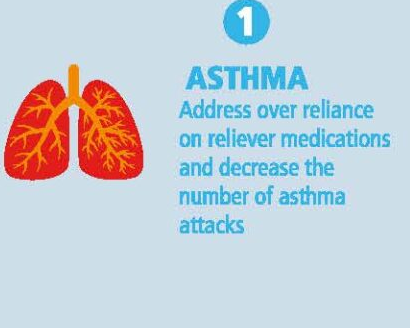 1
ASTHMA
Address over reliance
on reliever medications
and decrease the
number of asthma
attacks